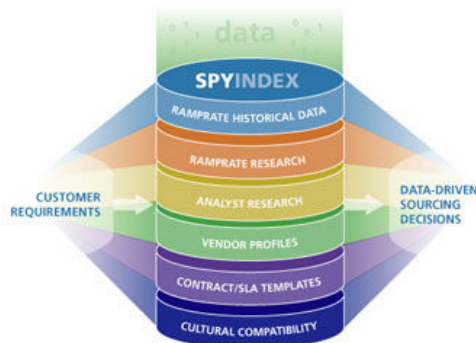 data
SPYINDEX
RAMPRATE HISTORICAL DATA
RAMPRATE RESEARCH
ANALYST RESEARCH
VENDOR PROFILES
CONTRACT/SLA TEMPLATES
CULTURAL COMPATIBILITY
CUSTOMER
REQUIREMENTS
DATA-DRIVEN
SOURCING
DECISIONS